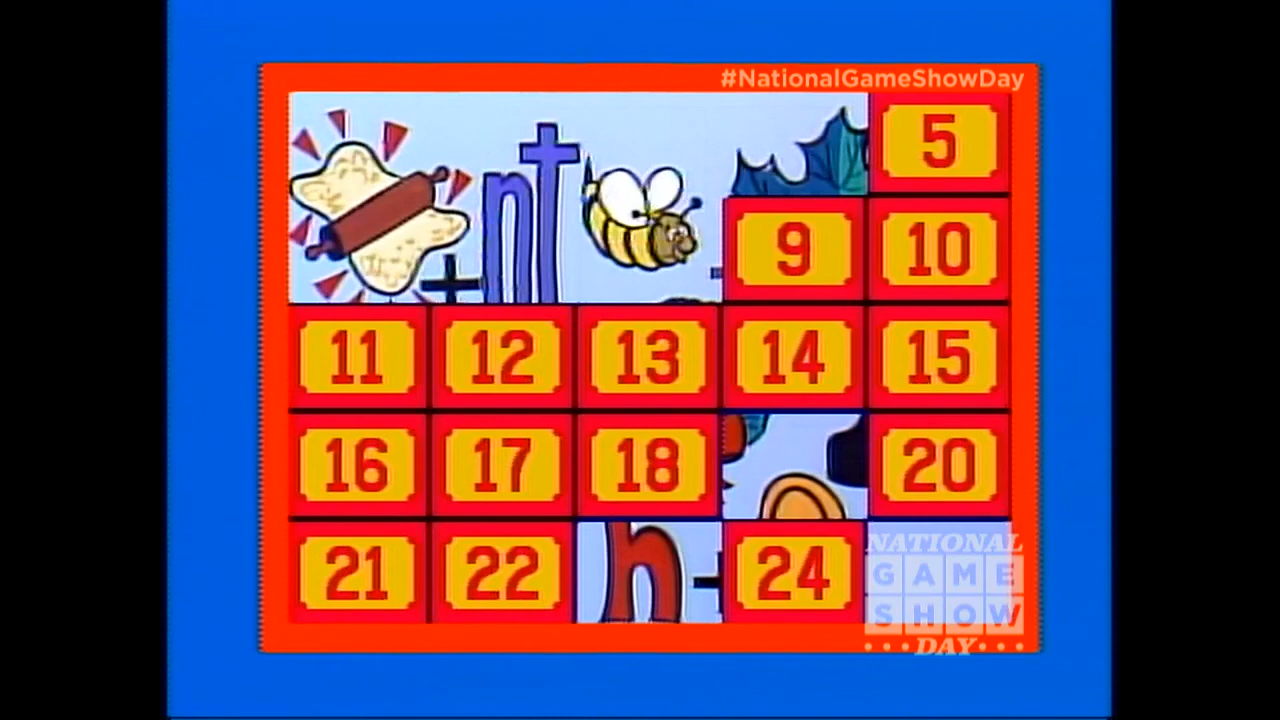 #NationalGameShowDay
5
+ nt
9 10
11 12 13 14 15
16 17 18 20
21 22 n + 24
NATIONAL
GAME
SHOW
DAY